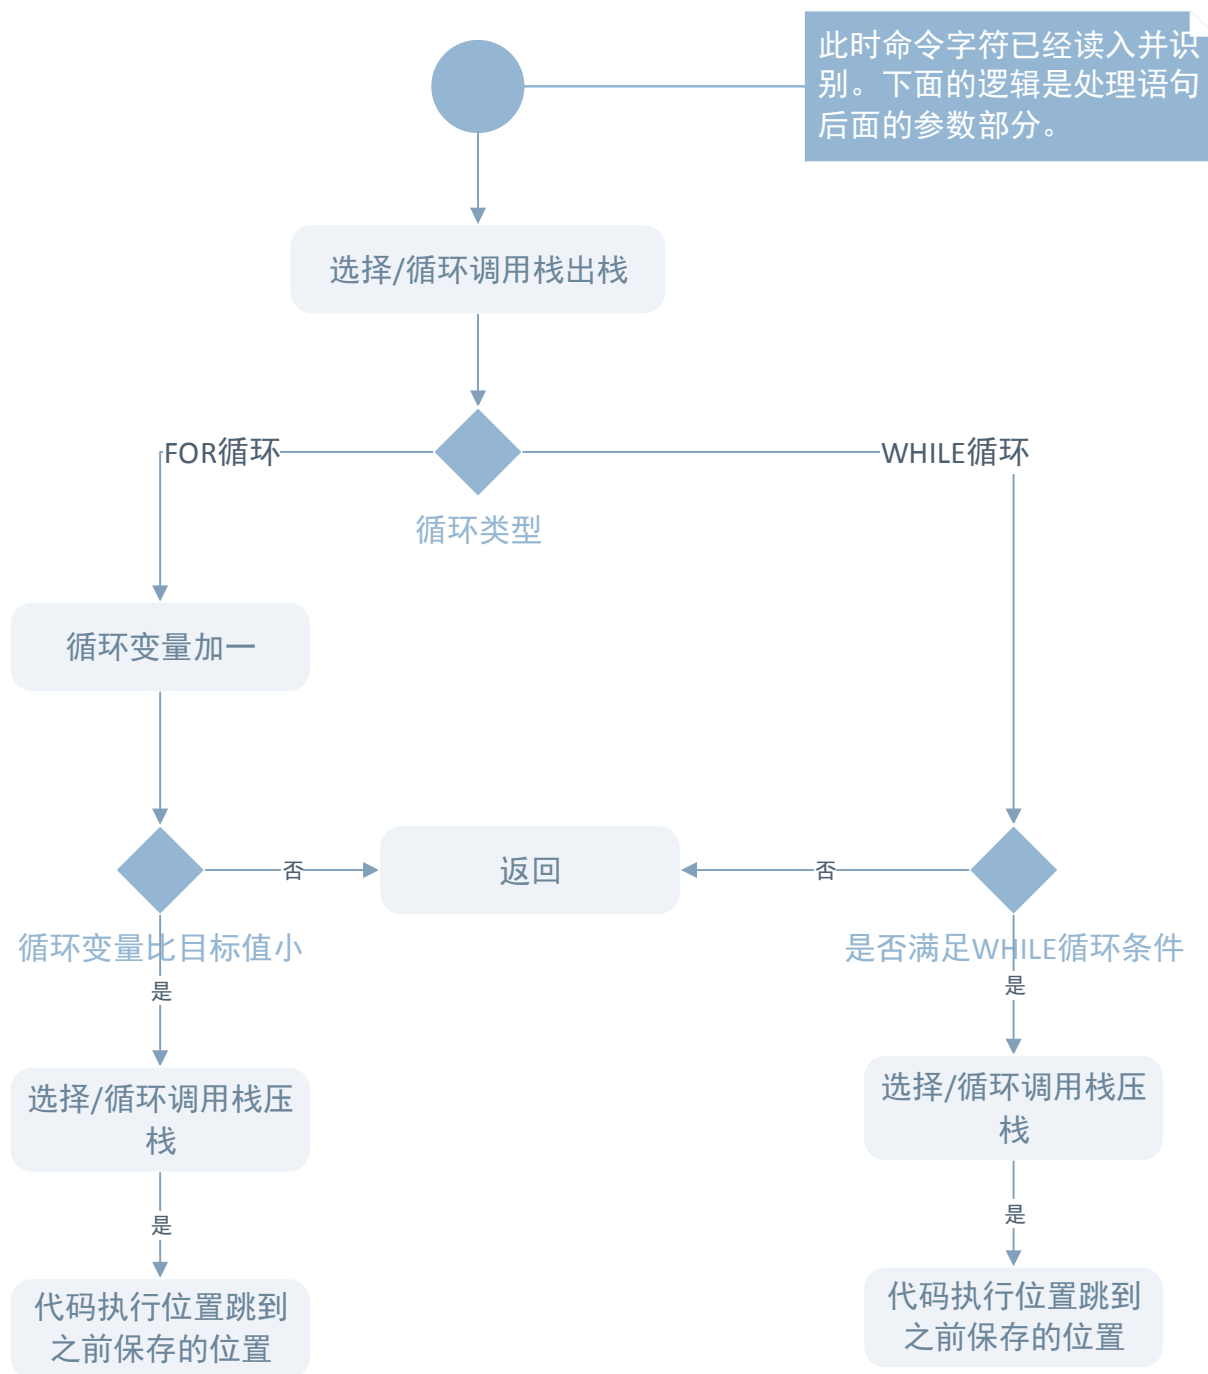 此时命令字符已经读入并识
别。下面的逻辑是处理语句
后面的参数部分。
选择/循环调用栈出栈
FOR循环
WHILE循环
循环类型
循环变量加一
否
返回
否
循环变量比目标值小
是否满足WHILE循环条件
是
是
选择/循环调用栈压
栈
选择/循环调用栈压
栈
是
是
代码执行位置跳到
之前保存的位置
代码执行位置跳到
之前保存的位置